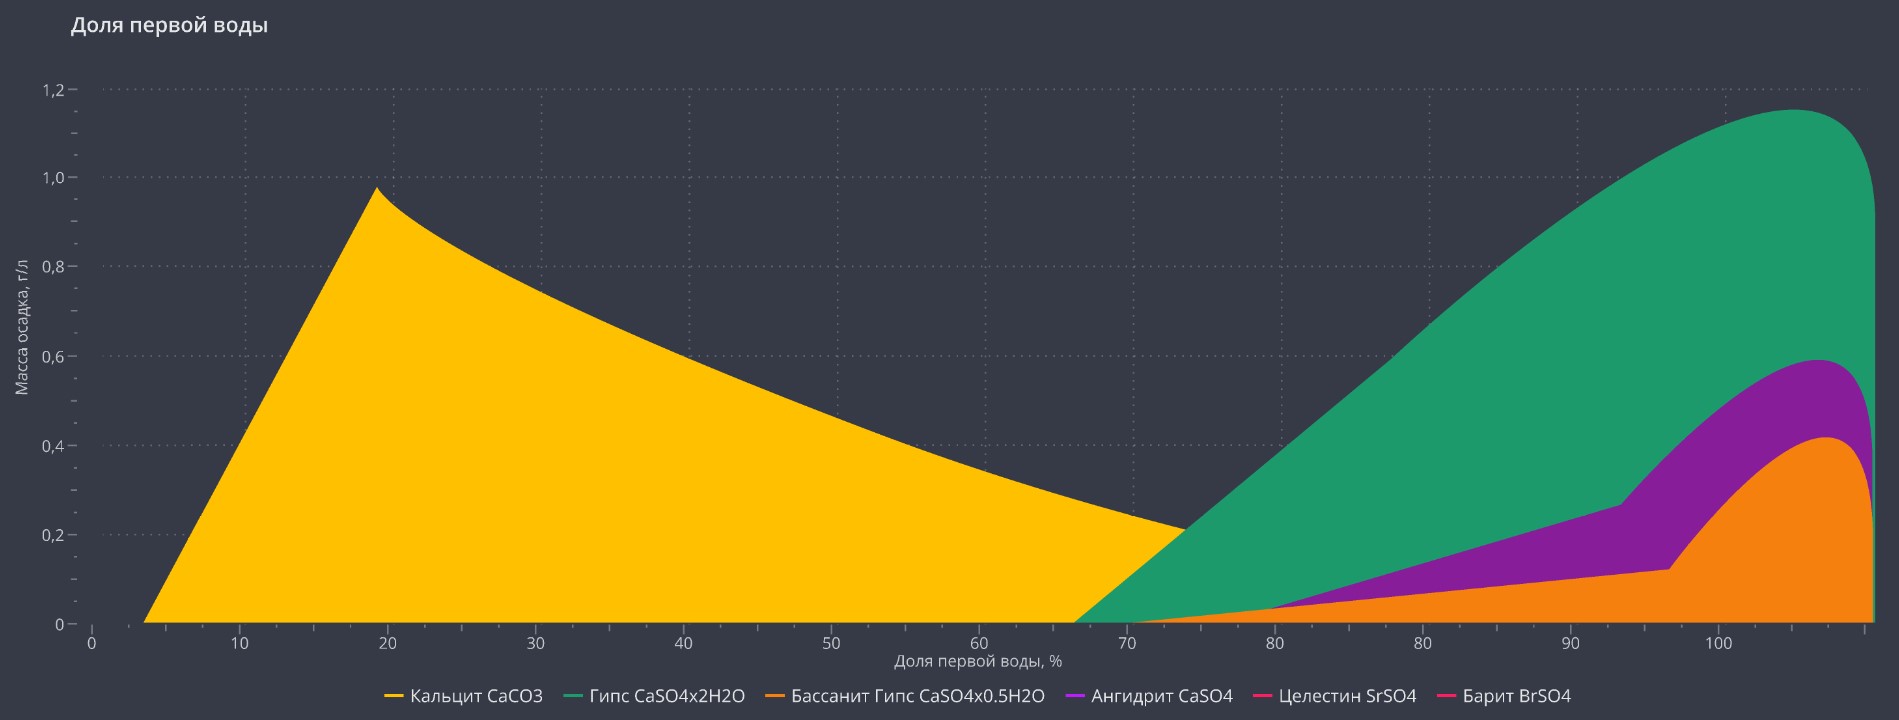 Доля первой воды
1,2
1,0
0,8
0,6
0,4
0,2
0
Масса осадка, г/л
0 10 20 30 40 50 60 70 80 90 100
Доля первой воды, %
Кальцит CaCO3 Гипс CaSO4x2H2O Бассанит Гипс CaSO4x0.5H2O Ангидрит CaSO4 Целестин SrSO4 Барит BrSO4